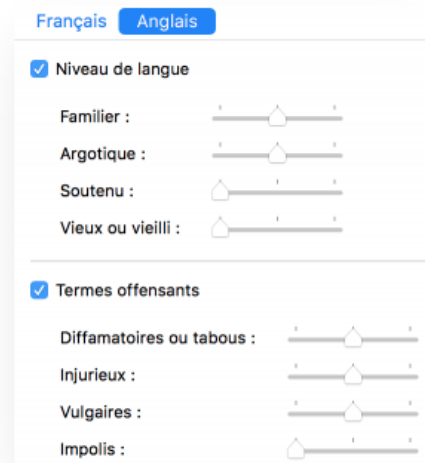 Français Anglais
Niveau de langue
Familier :
Argotique :
Soutenu :
Vieux ou vieilli :
Termes offensants
Diffamatoires ou tabous :
Injurieux :
Vulgaires :
Impolis :